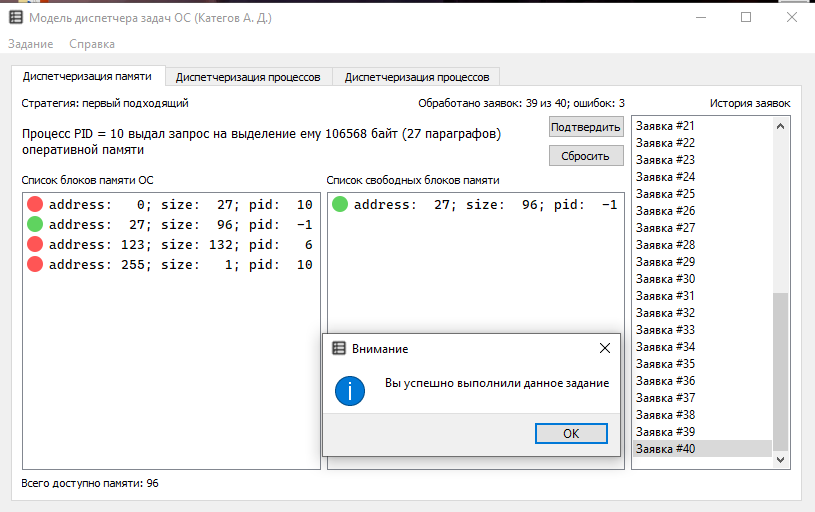 Модель диспетчера задач ОС (Категов А. Д.)
Задание Справка
Диспетчеризация памяти Диспетчеризация процессов Диспетчеризация процессов
Стратегия: первый подходящий Обработано заявок: 39 из 40; ошибок: 3 История заявок
Процесс PID = 10 выдал запрос на выделение ему 106568 байт (27 параграфов)
оперативной памяти
Подтвердить
Сбросить
Список блоков памяти ОС
address: 0; size: 27; pid: 10
address: 27; size: 96; pid: -1
address: 123; size: 132; pid: 6
address: 255; size: 1; pid: 10
Список свободных блоков памяти
address: 27; size: 96; pid: -1
Заявка #21
Заявка #22
Заявка #23
Заявка #24
Заявка #25
Заявка #26
Заявка #27
Заявка #28
Заявка #29
Заявка #30
Заявка #31
Заявка #32
Заявка #33
Заявка #34
Заявка #35
Заявка #36
Заявка #37
Заявка #38
Заявка #39
Заявка #40
Внимание
Вы успешно выполнили данное задание
OK
Всего доступно памяти: 96